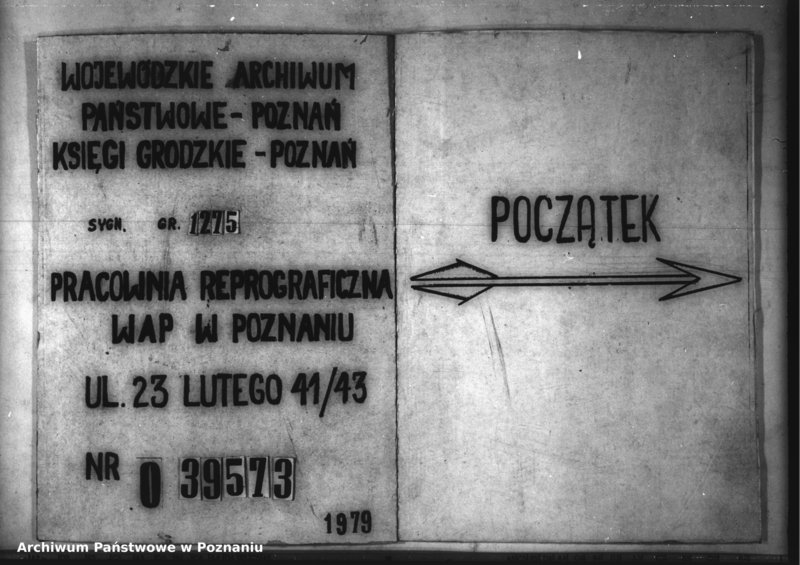 WOJEWÓDZKIE ARCHIWUM
PAŃSTWOWE - POZNAŃ
KSIĘGI GRODZKIE - POZNAŃ
SYGN. GR. 1275
PRACOWNIA REPROGRAFICZNA
WAP W POZNANIU
UL. 23 LUTEGO 41/43
NR 0 39573
1979
POCZĄTEK
Archiwum Państwowe w Poznaniu